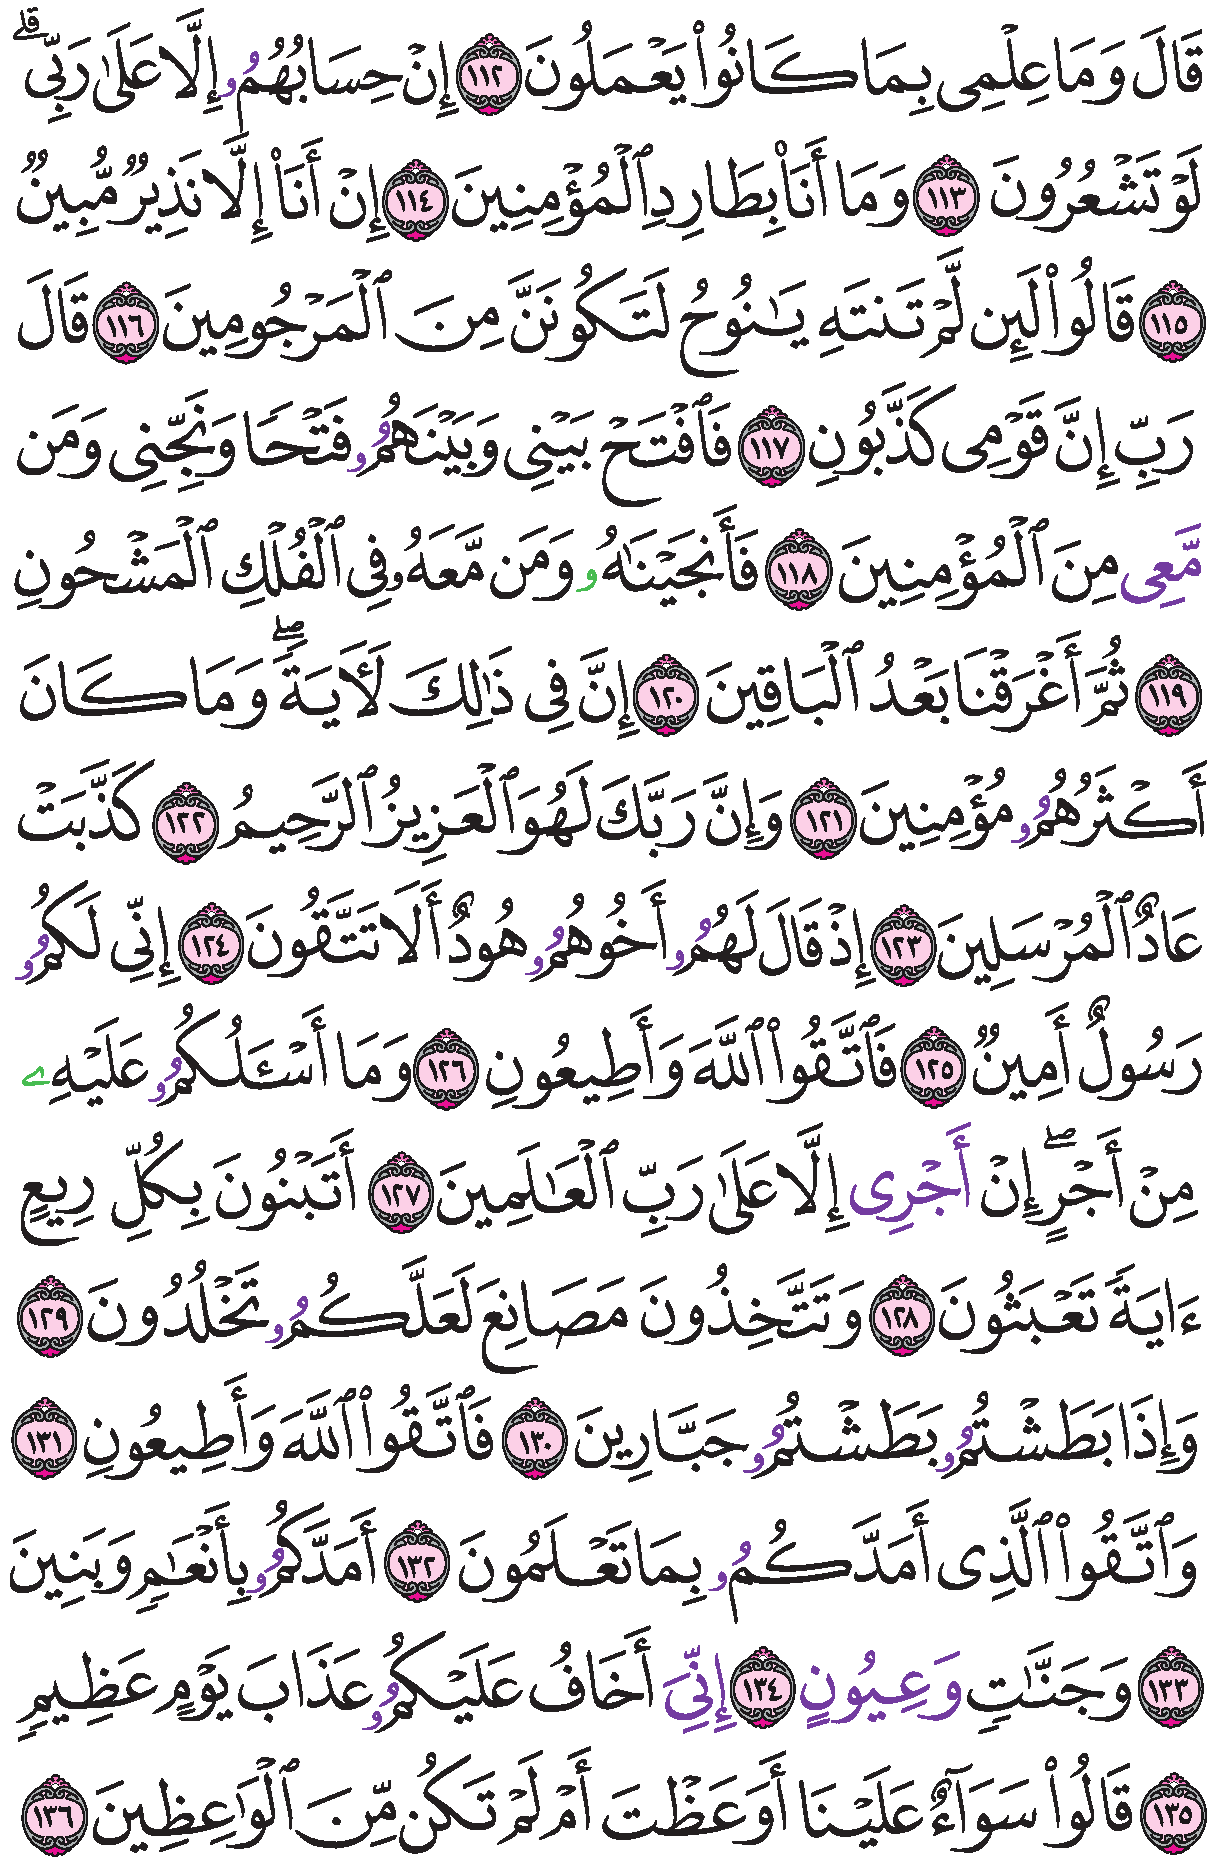 قَالَ وَمَا عِلْمِى بِمَا كَانُوا۟ يَعْمَلُونَ ١١٢ إِنْ حِسَابُهُمُۥ إِلَّا عَلَىٰ رَبِّى ۖ
لَوْ تَشْعُرُونَ ١١٣ وَمَا أَنَا۠ بِطَارِدِ ٱلْمُؤْمِنِينَ ١١٤ إِنْ أَنَا۠ إِلَّا نَذِيرٌ مُّبِينٌ
١١٥ قَالُوا۟ لَئِن لَّمْ تَنتَهِ يَـٰنُوحُ لَتَكُونَنَّ مِنَ ٱلْمَرْجُومِينَ ١١٦ قَالَ
رَبِّ إِنَّ قَوْمِى كَذَّبُونِ ١١٧ فَٱفْتَحْ بَيْنِى وَبَيْنَهُمُۥ فَتْحًا وَنَجِّنِى وَمَن
مَّعِى مِنَ ٱلْمُؤْمِنِينَ ١١٨ فَأَنجَيْنَـٰهُۥ وَمَن مَّعَهُۥ فِى ٱلْفُلْكِ ٱلْمَشْحُونِ
١١٩ ثُمَّ أَغْرَقْنَا بَعْدُ ٱلْبَاقِينَ ١٢٠ إِنَّ فِى ذَٰلِكَ لَـَٔايَةً ۖ وَمَا كَانَ
أَكْثَرُهُمُۥ مُؤْمِنِينَ ١٢١ وَإِنَّ رَبَّكَ لَهُوَ ٱلْعَزِيزُ ٱلرَّحِيمُ ١٢٢ كَذَّبَتْ
عَادٌ ٱلْمُرْسَلِينَ ١٢٣ إِذْ قَالَ لَهُمُۥ أَخُوهُمُۥ هُودٌ أَلَا تَتَّقُونَ ١٢٤ إِنِّى لَكُمُۥ
رَسُولٌ أَمِينٌ ١٢٥ فَٱتَّقُوا۟ ٱللَّهَ وَأَطِيعُونِ ١٢٦ وَمَا أَسْـَٔلُكُمُۥ عَلَيْهِۦ
مِنْ أَجْرٍ ۖ إِنْ أَجْرِى إِلَّا عَلَىٰ رَبِّ ٱلْعَـٰلَمِينَ ١٢٧ أَتَبْنُونَ بِكُلِّ رِيعٍ
ءَايَةً تَعْبَثُونَ ١٢٨ وَتَتَّخِذُونَ مَصَانِعَ لَعَلَّكُمُۥ تَخْلُدُونَ ١٢٩
وَإِذَا بَطَشْتُمُۥ بَطَشْتُمُۥ جَبَّارِينَ ١٣٠ فَٱتَّقُوا۟ ٱللَّهَ وَأَطِيعُونِ ١٣١
وَٱتَّقُوا۟ ٱلَّذِى أَمَدَّكُمُۥ بِمَا تَعْلَمُونَ ١٣٢ أَمَدَّكُمُۥ بِأَنْعَـٰمٍ وَبَنِينَ
١٣٣ وَجَنَّـٰتٍ وَعِيُونٍ ١٣٤ إِنِّىَ أَخَافُ عَلَيْكُمُۥ عَذَابَ يَوْمٍ عَظِيمٍ
١٣٥ قَالُوا۟ سَوَآءٌ عَلَيْنَا أَوَعَظْتَ أَمْ لَمْ تَكُن مِّنَ ٱلْوَٰعِظِينَ ١٣٦